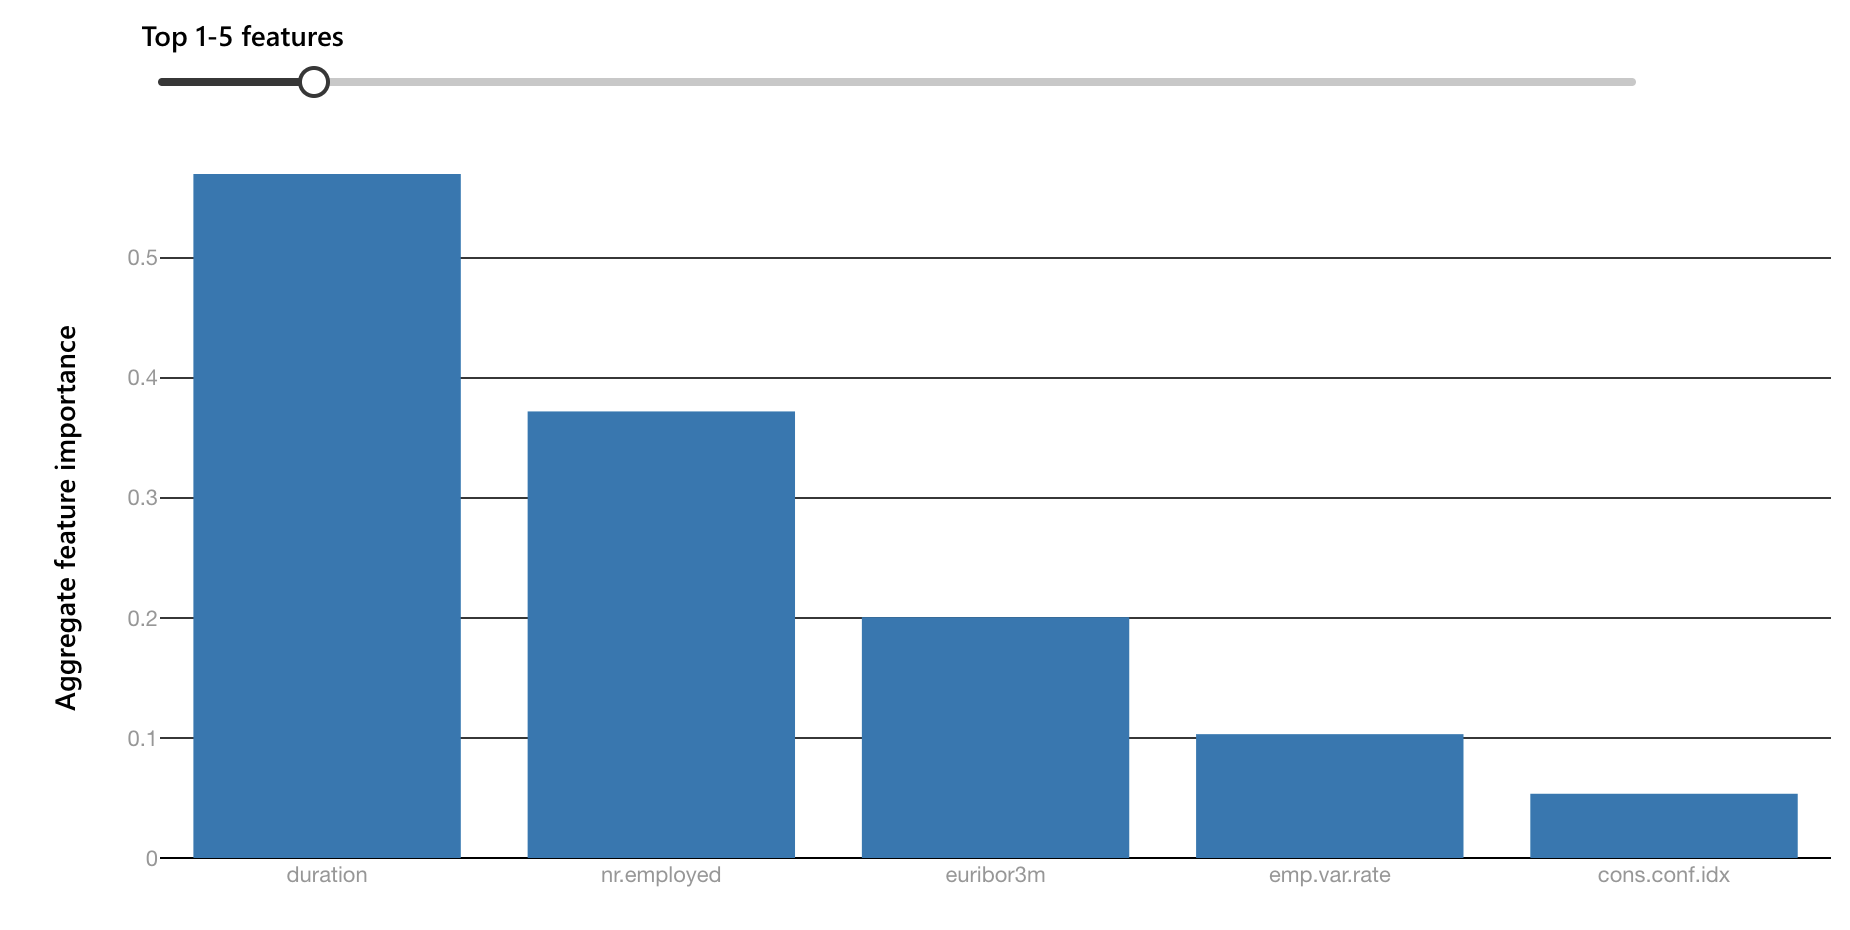 Top 1-5 features
Aggregate feature importance
0.5
0.4
0.3
0.2
0.1
0
duration nr.employed euribor3m emp.var.rate cons.conf.idx